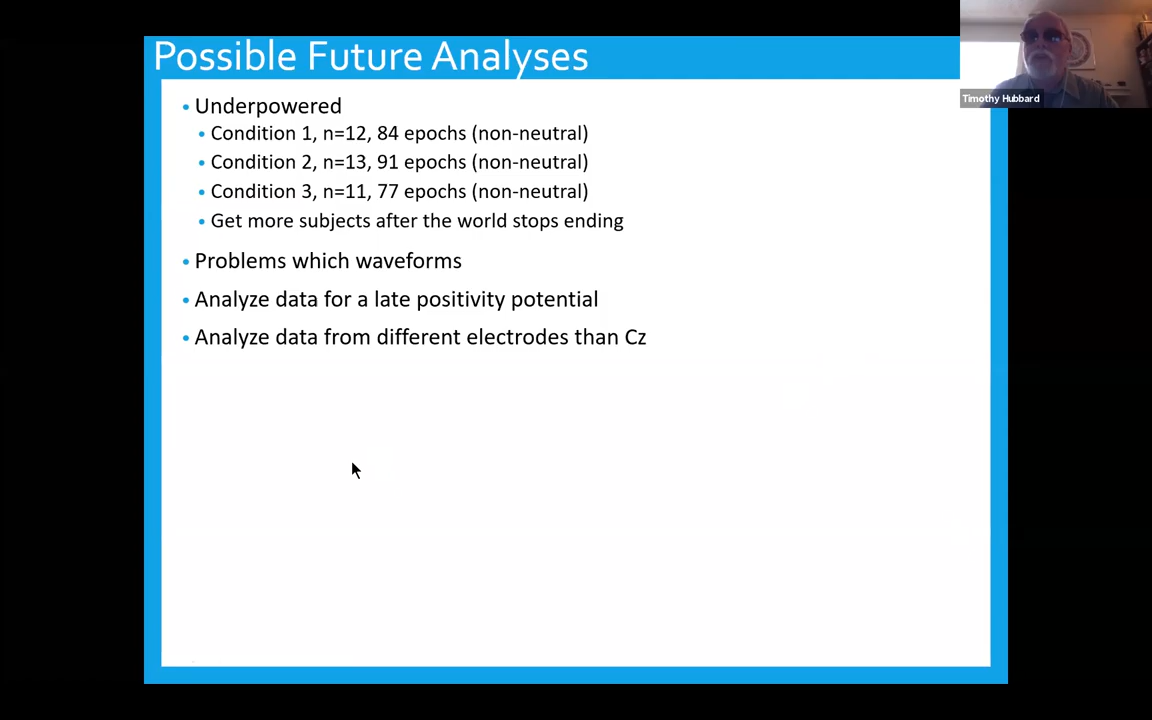 Possible Future Analyses
Timothy Hubbard
• Underpowered
• Condition 1, n=12, 84 epochs (non-neutral)
• Condition 2, n=13, 91 epochs (non-neutral)
• Condition 3, n=11, 77 epochs (non-neutral)
• Get more subjects after the world stops ending
• Problems which waveforms
• Analyze data for a late positivity potential
• Analyze data from different electrodes than Cz